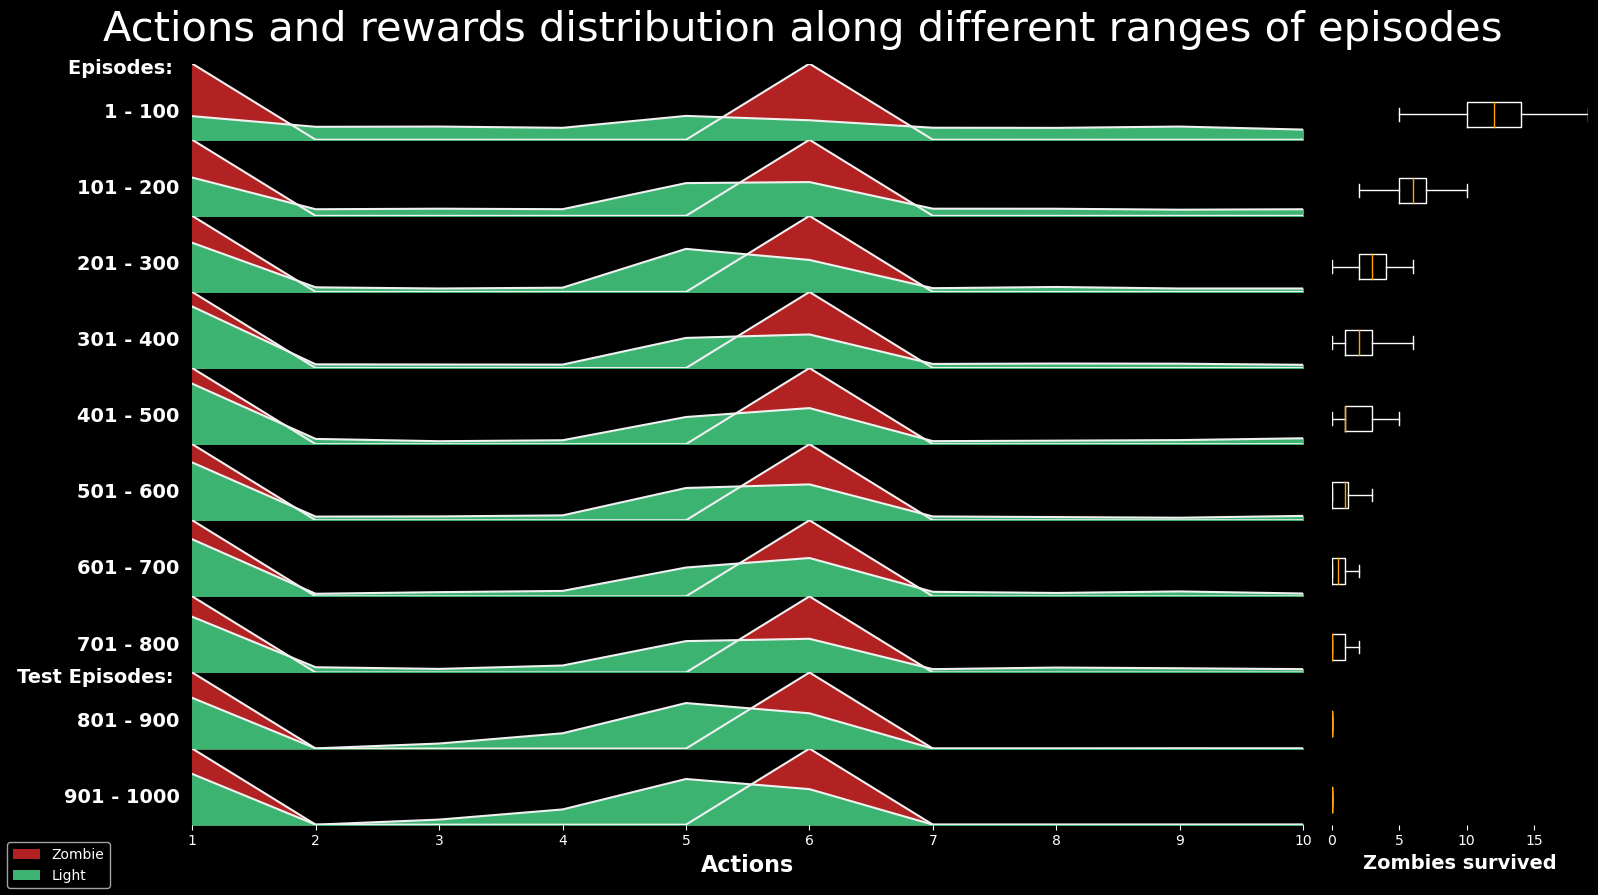 Actions and rewards distribution along different ranges of episodes
Episodes:
1 - 100
101 - 200
201 - 300
301 - 400
401 - 500
501 - 600
601 - 700
701 - 800
Test Episodes:
801 - 900
901 - 1000
1 2 3 4 5 6 7 8 9 10
0 5 10 15
Actions
Zombies survived
Zombie
Light